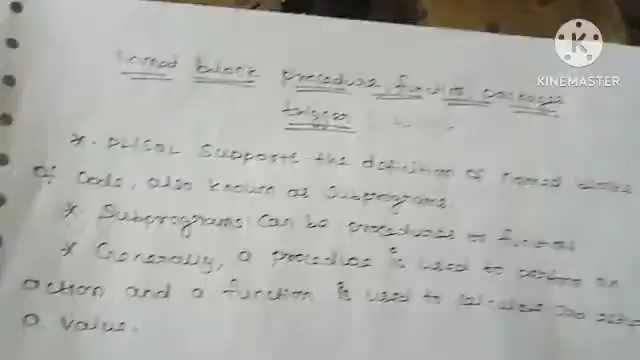 KINEMASTER
Named block procedure, function, packages
trigger
* PL/SQL supports the definition of named blocks
of code, also known as subprograms.
* Subprograms can be procedures or
* Generally, a procedure is used to perform an
action and a function is used to calculate and
a value.